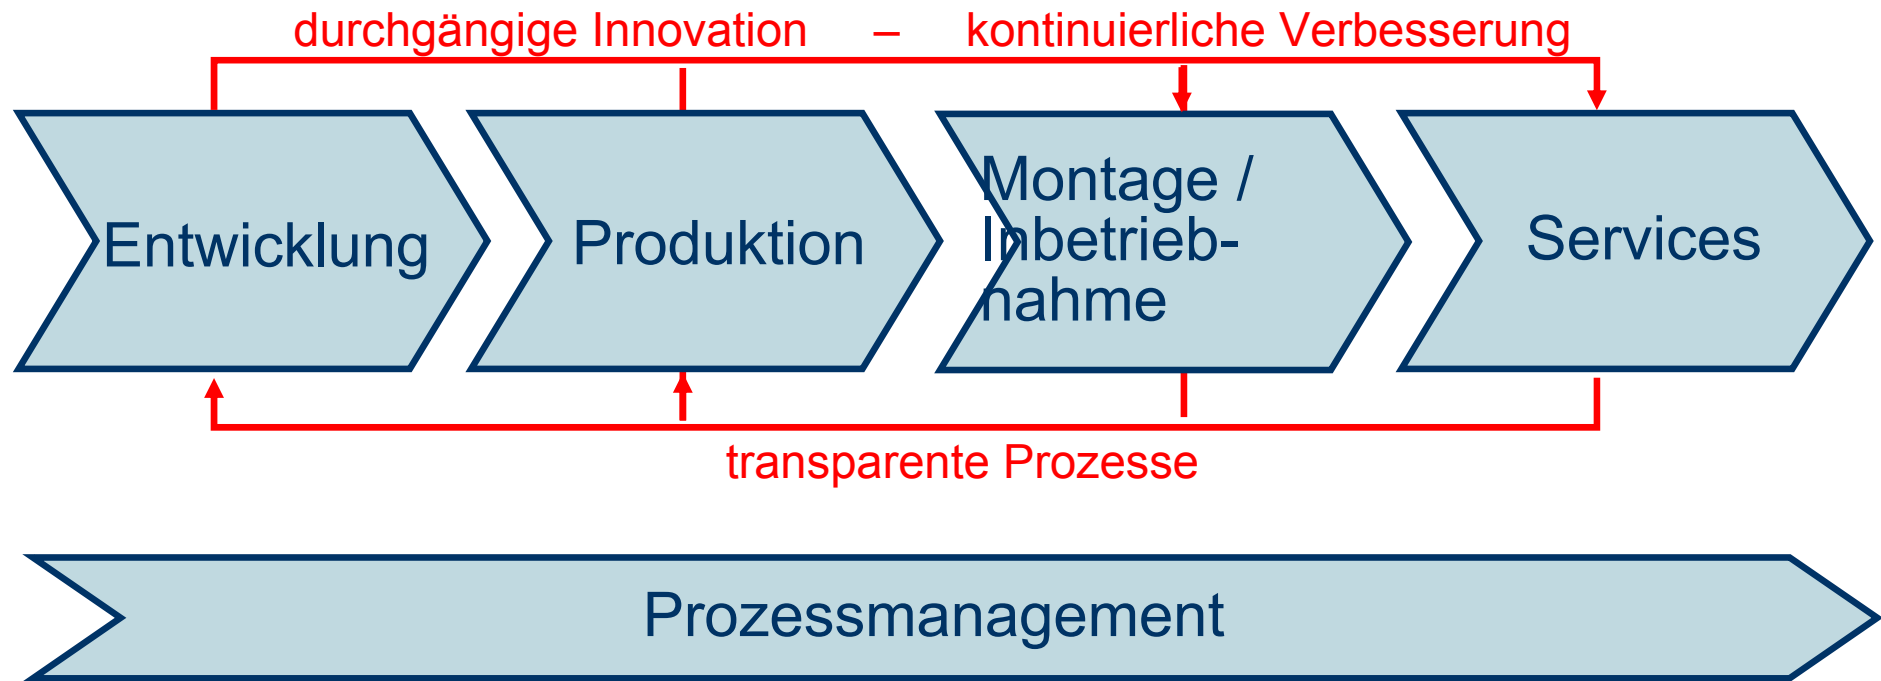 durchgängige Innovation – kontinuierliche Verbesserung
Entwicklung
Produktion
Montage /
Inbetrieb-
nahme
Services
transparente Prozesse
Prozessmanagement